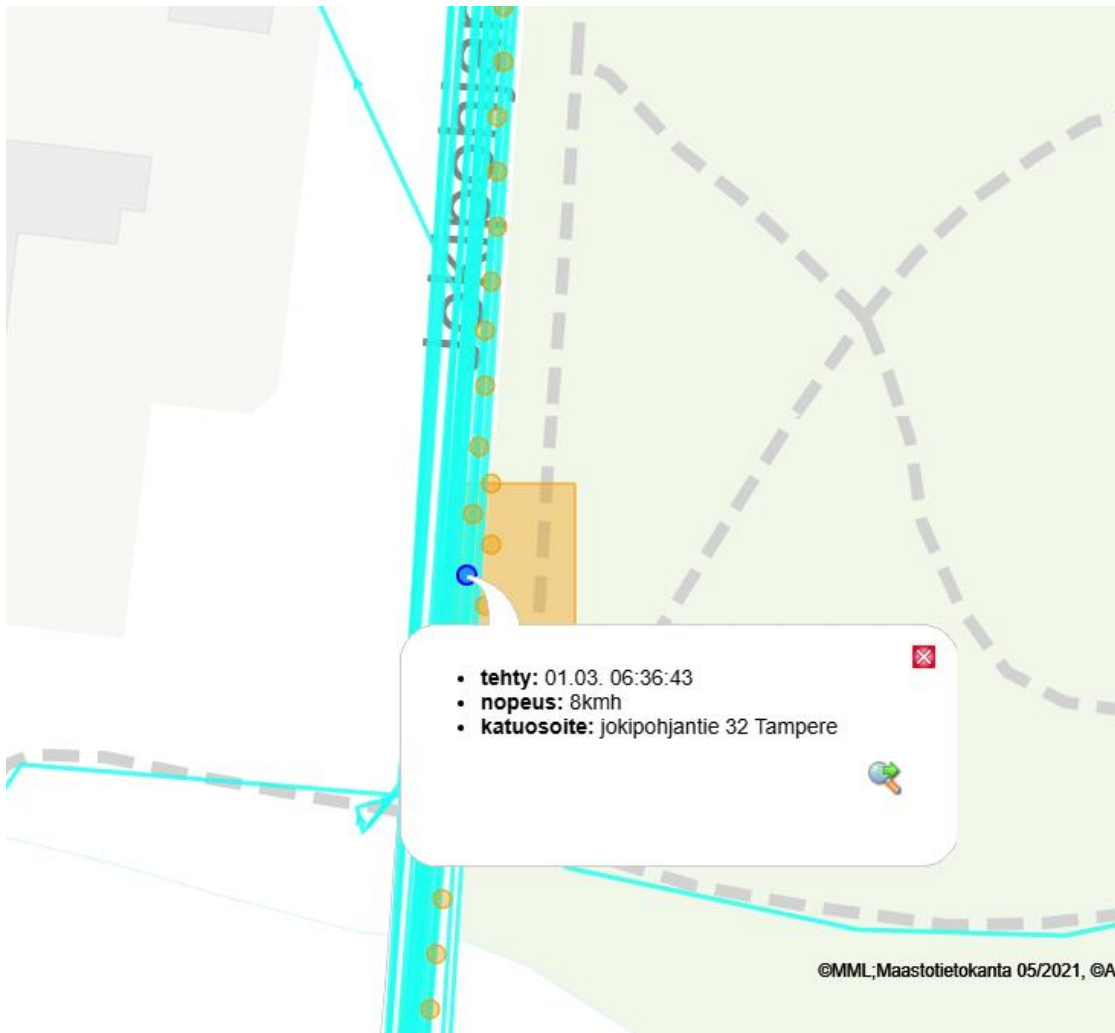 tehty: 01.03. 06:36:43
nopeus: 8kmh
katuosoite: jokipohjantie 32 Tampere
©MML;Maastotietokanta 05/2021, ©A